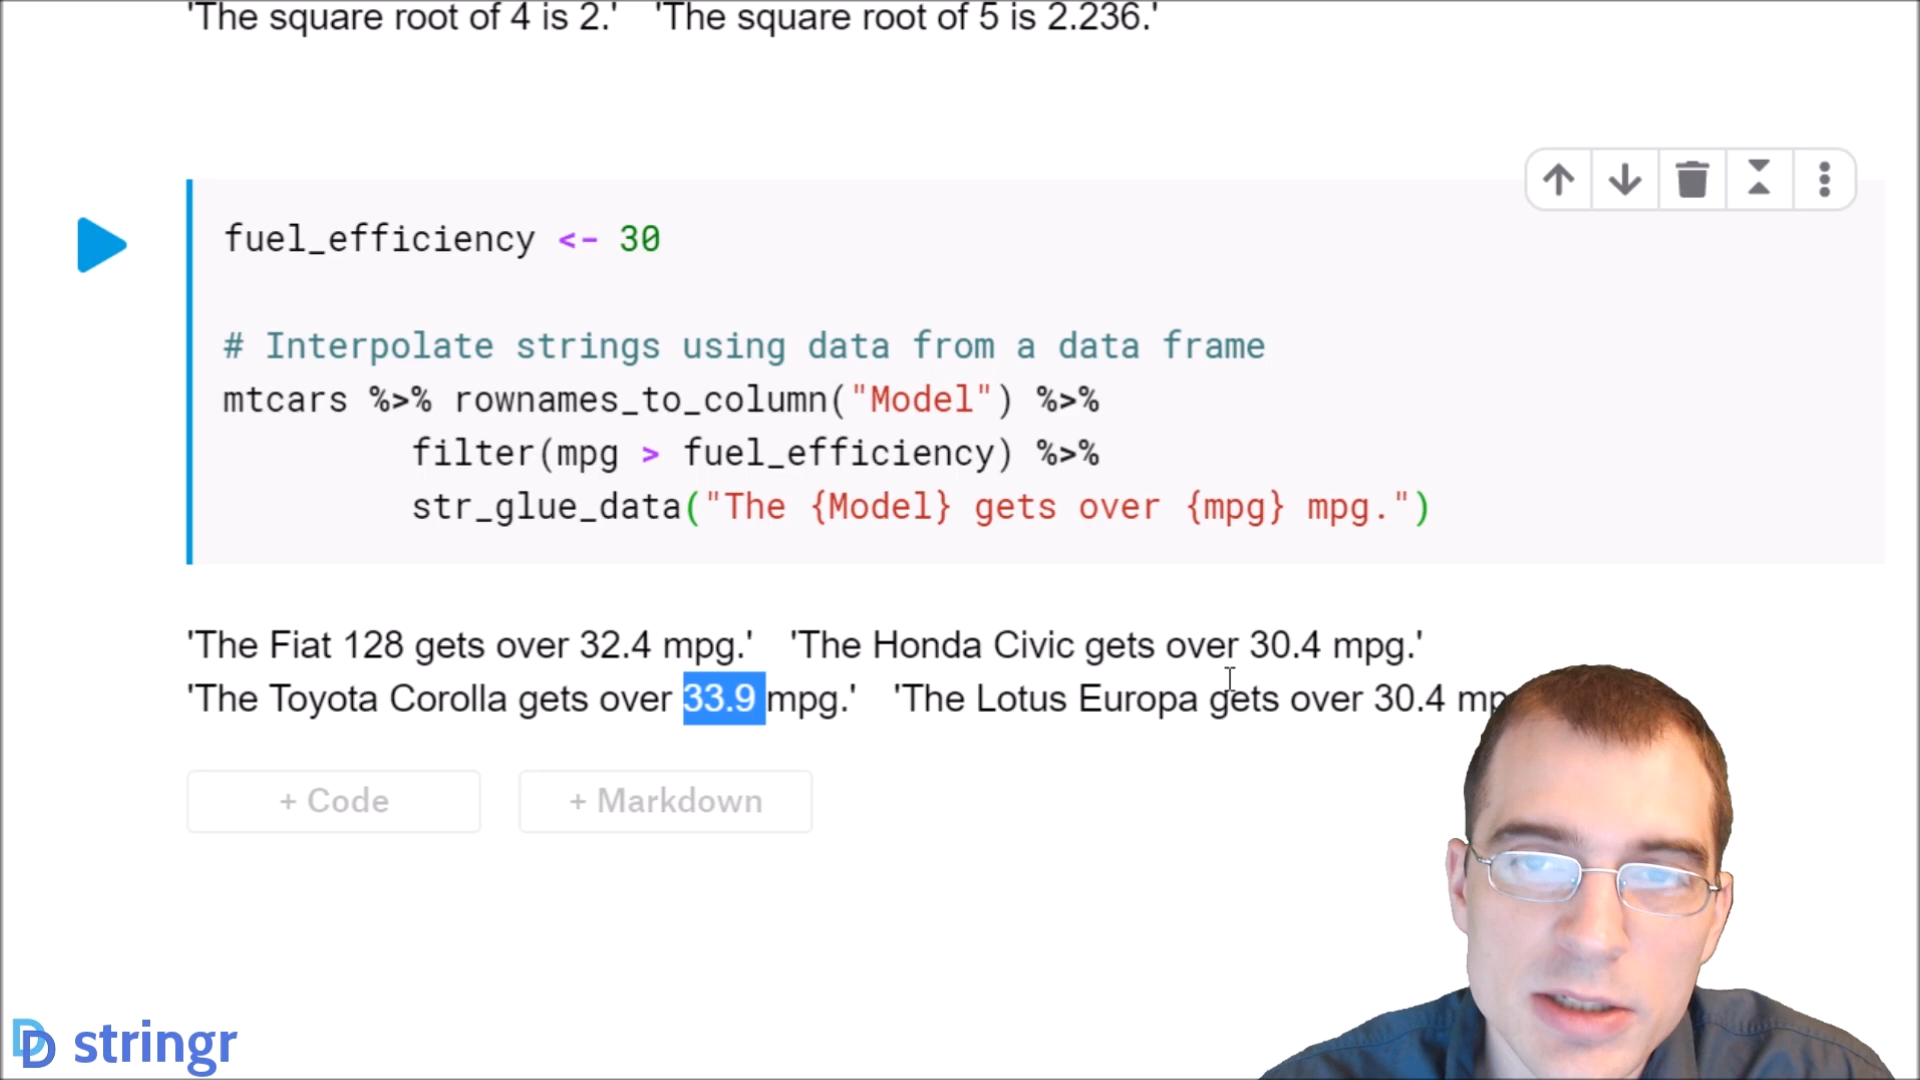 'The square root of 4 is 2.' 'The square root of 5 is 2.236.'
fuel_efficiency <- 30
# Interpolate strings using data from a data frame
mtcars %>% rownames_to_column("Model") %>%
filter(mpg > fuel_efficiency) %>%
str_glue_data("The {Model} gets over {mpg} mpg.")
'The Fiat 128 gets over 32.4 mpg.' 'The Honda Civic gets over 30.4 mpg.'
'The Toyota Corolla gets over 33.9 mpg.' 'The Lotus Europa gets over 30.4 mp
+ Code + Markdown
stringr